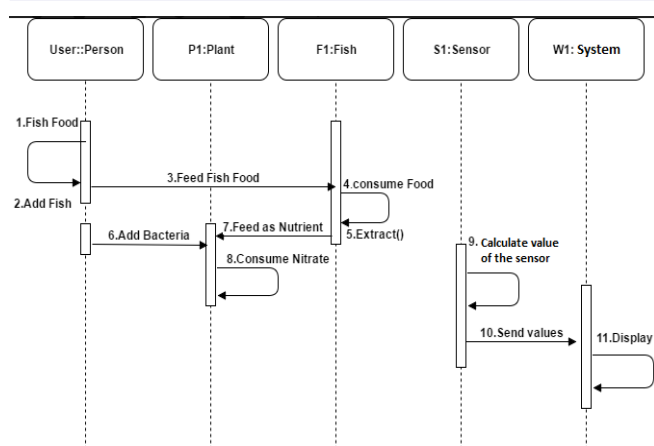 User::Person
P1:Plant
F1:Fish
S1:Sensor
W1: System
1.Fish Food
2.Add Fish
3.Feed Fish Food
4.consume Food
5.Extract()
6.Add Bacteria
7.Feed as Nutrient
8.Consume Nitrate
9. Calculate value
of the sensor
10.Send values
11.Display